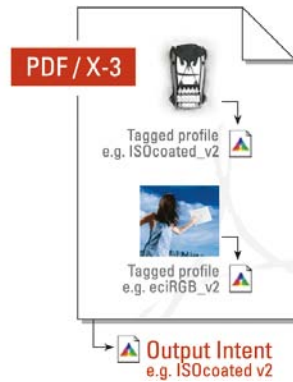 PDF/X-3
Tagged profile
e.g. ISOcoated_v2
Tagged profile
e.g. eciRGB_v2
Output Intent
e.g. ISOcoated v2